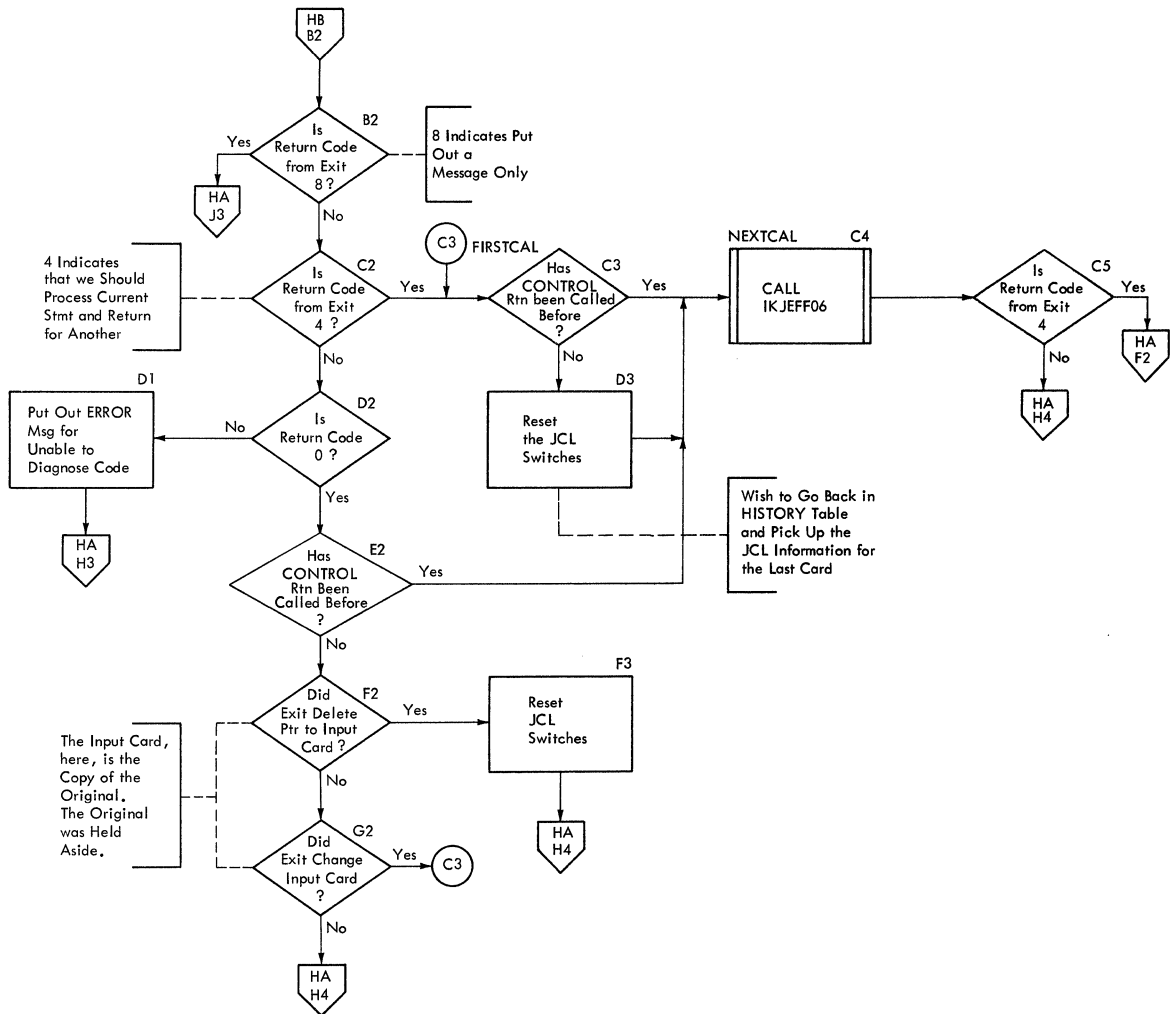 HB
B2
B2
Is
Return Code
from Exit
8?
Yes
No
8 Indicates Put
Out a
Message Only
HA
J3
4 Indicates
that we Should
Process Current
Stmt and Return
for Another
C2
Is
Return Code
from Exit
4?
Yes
No
C3
FIRSTCAL
C3
Has
CONTROL
Rtn been Called
Before
?
Yes
No
NEXTCAL
C4
CALL
IKJEFF06
C5
Is
Return Code
from Exit
4
Yes
No
HA
F2
HA
H4
D1
Put Out ERROR
Msg for
Unable to
Diagnose Code
HA
H3
D2
Is
Return Code
0?
No
Yes
D3
Reset
the JCL
Switches
Wish to Go Back in
HISTORY Table
and Pick Up the
JCL Information for
the Last Card
E2
Has
CONTROL
Rtn Been
Called Before
?
Yes
No
F2
Did
Exit Delete
Ptr to Input
Card ?
Yes
No
F3
Reset
JCL
Switches
HA
H4
The Input Card,
here, is the
Copy of the
Original.
The Original
was Held
Aside.
G2
Did
Exit Change
Input Card
?
Yes
C3
No
HA
H4